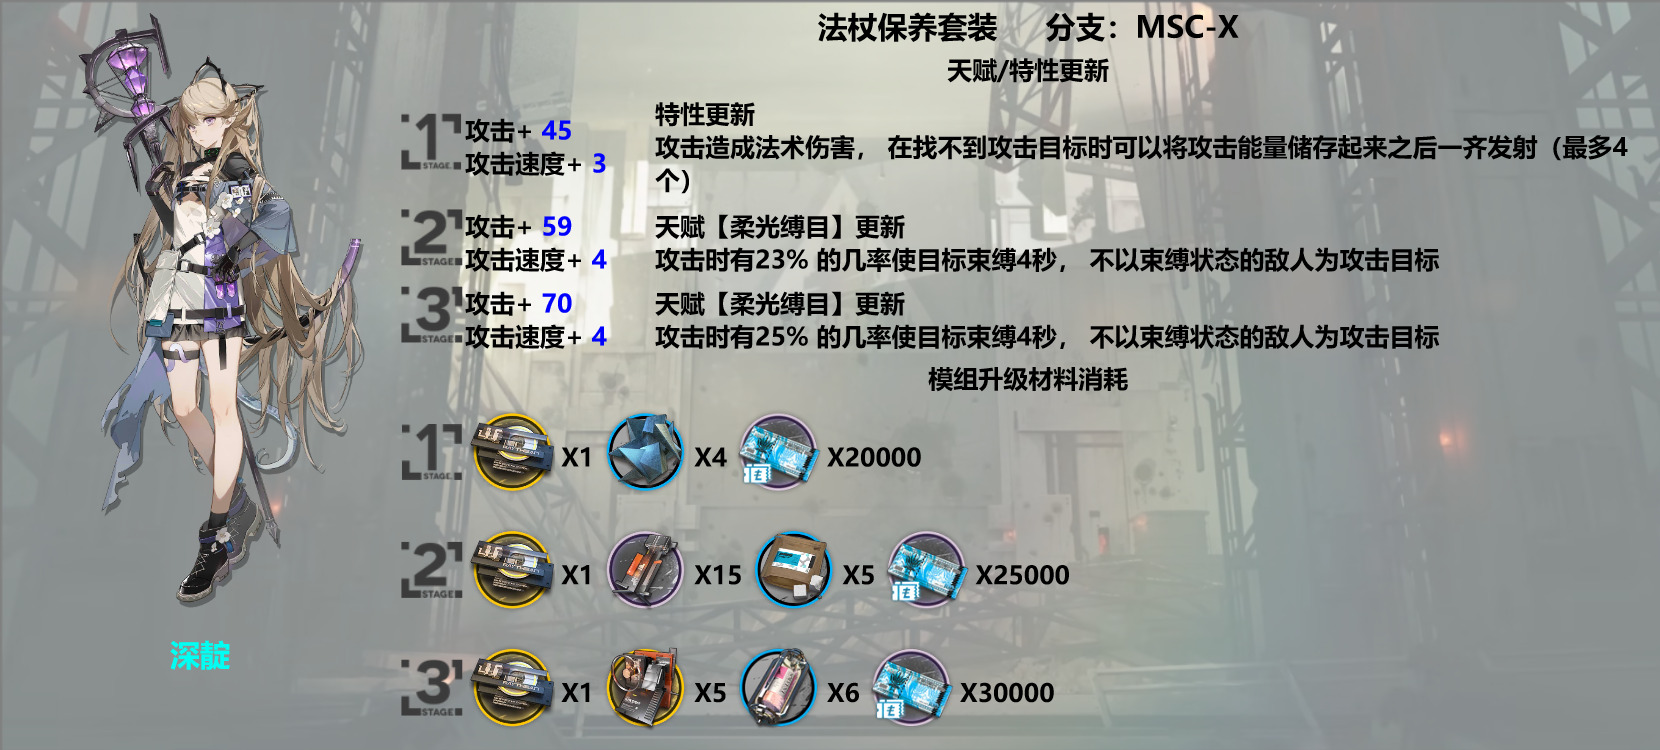 法杖保养套装 分支：MSC-X
天赋/特性更新
1 STAGE.
攻击+ 45
攻击速度+ 3
特性更新
攻击造成法术伤害， 在找不到攻击目标时可以将攻击能量储存起来之后一齐发射（最多4
个）
2 STAGE.
攻击+ 59
攻击速度+ 4
天赋【柔光缚目】更新
攻击时有23% 的几率使目标束缚4秒， 不以束缚状态的敌人为攻击目标
3 STAGE.
攻击+ 70
攻击速度+ 4
天赋【柔光缚目】更新
攻击时有25% 的几率使目标束缚4秒， 不以束缚状态的敌人为攻击目标
模组升级材料消耗
1 STAGE.
X1 X4 X20000
2 STAGE.
X1 X15 X5 X25000
3 STAGE.
X1 X5 X6 X30000
深靛